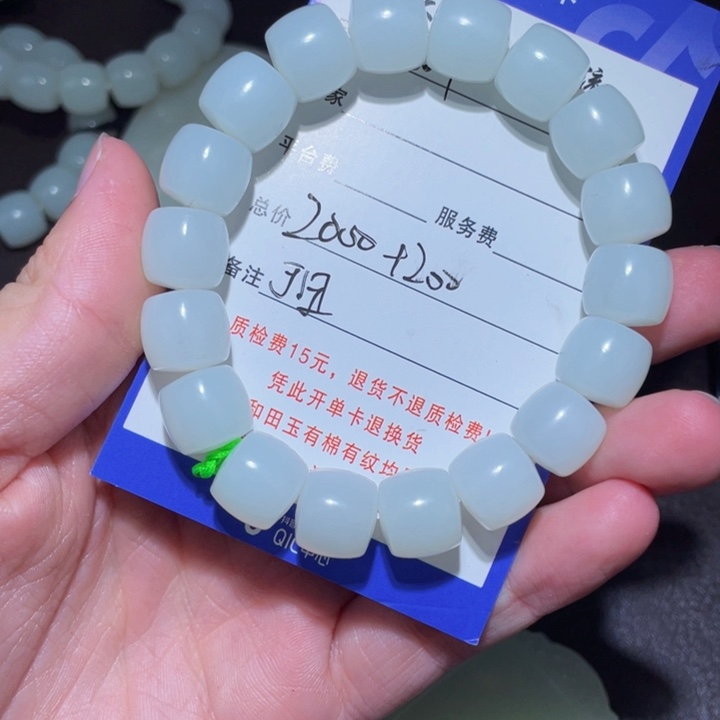 家
平台费
服务费
总价 2000+200
备注
质检费15元，退货不退质检费!
凭此开单卡退换货
和田玉有棉有纹均
QIC